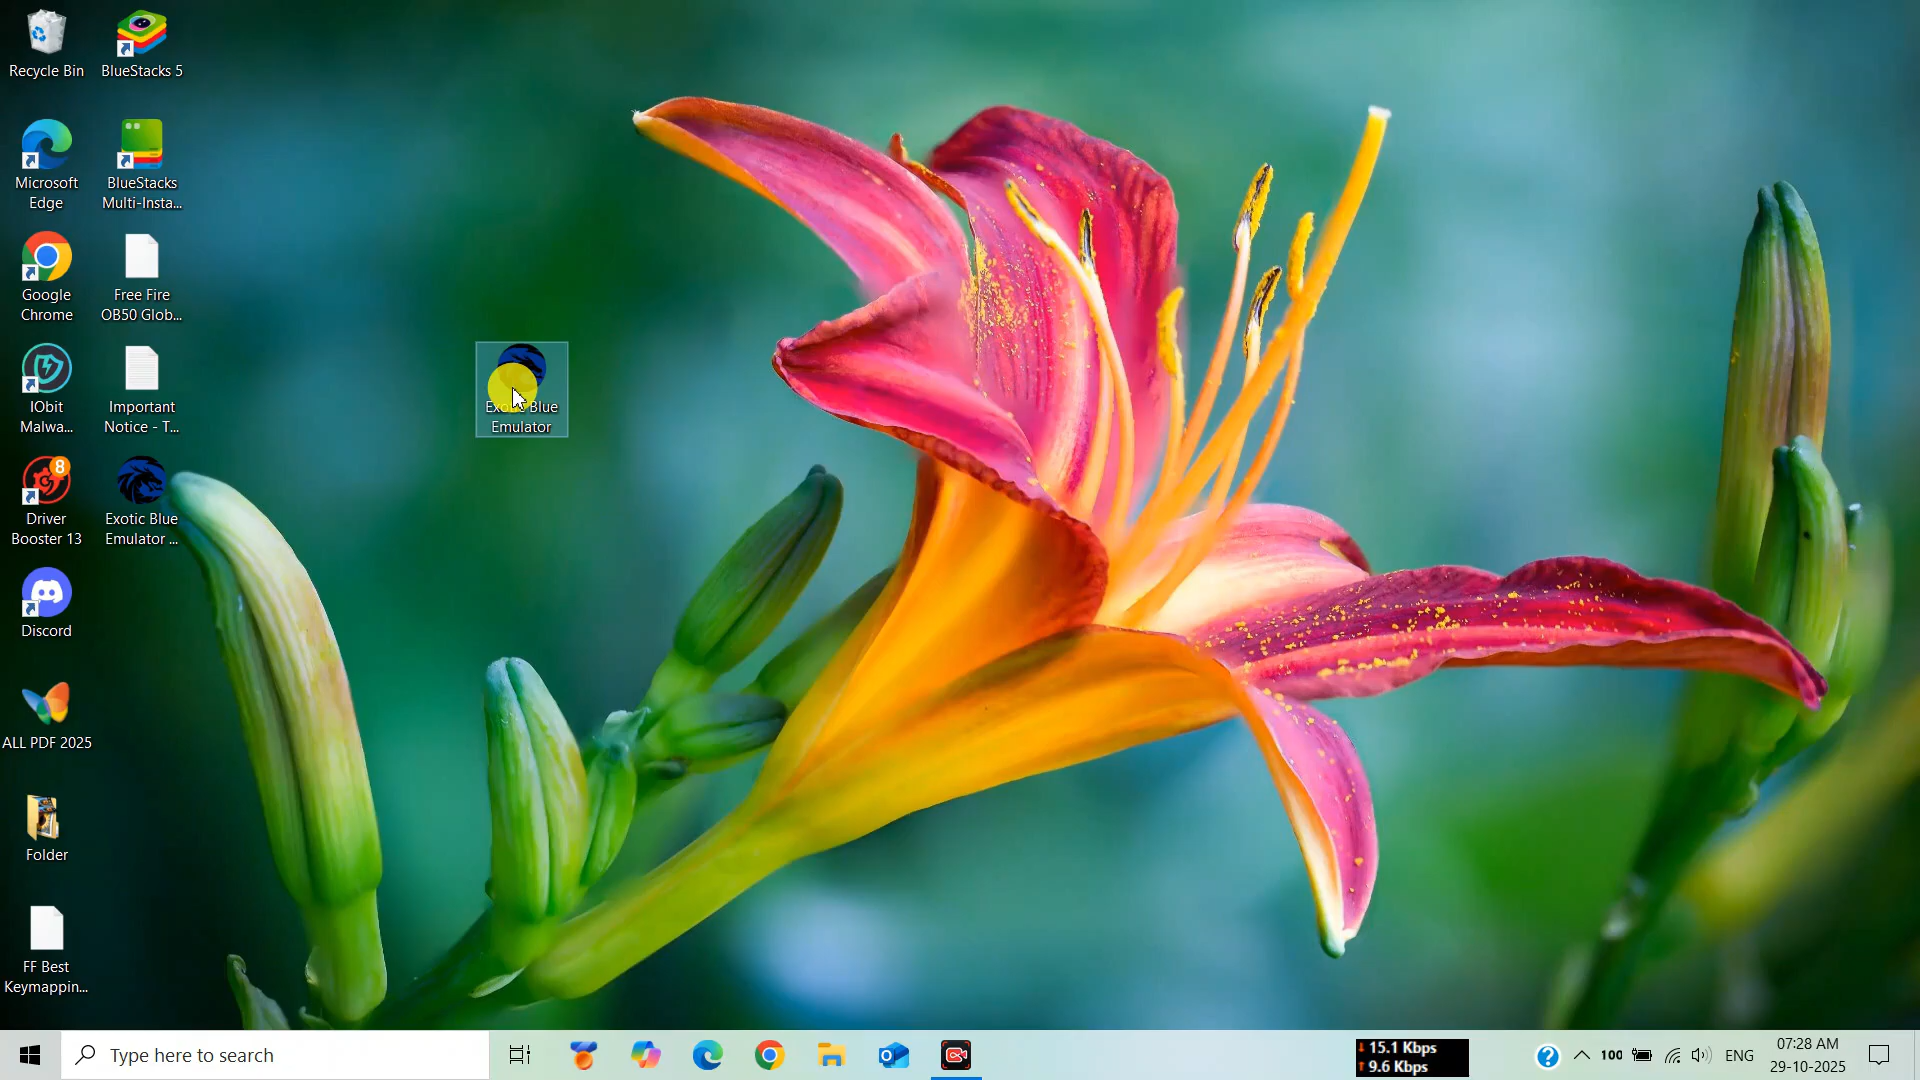 Recycle Bin
BlueStacks 5
Microsoft
Edge
BlueStacks
Multi-Insta...
Google
Chrome
Free Fire
OB50 Glob...
IObit
Malwa...
Important
Notice - T...
8
Driver
Booster 13
Exotic Blue
Emulator ...
Discord
ALL PDF 2025
Folder
FF Best
Keymappin...
Exotic Blue
Emulator
Type here to search
15.1 Kbps
9.6 Kbps
100
ENG
07:28 AM
29-10-2025